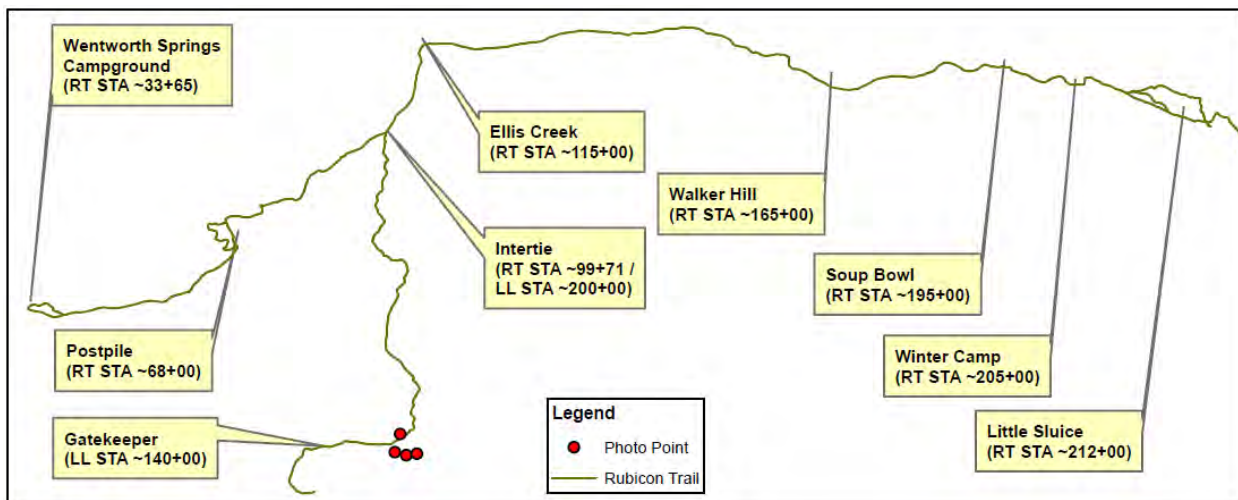 Wentworth Springs
Campground
(RT STA ~33+65)
Ellis Creek
(RT STA ~115+00)
Walker Hill
(RT STA ~165+00)
Intertie
(RT STA ~99+71 /
LL STA ~200+00)
Soup Bowl
(RT STA ~195+00)
Postpile
(RT STA ~68+00)
Winter Camp
(RT STA ~205+00)
Gatekeeper
(LL STA ~140+00)
Legend
Photo Point
Rubicon Trail
Little Sluice
(RT STA ~212+00)